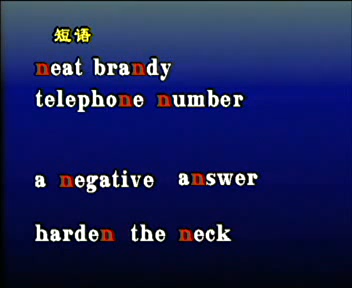 短语
neat brandy
telephone number
a negative answer
harden the neck